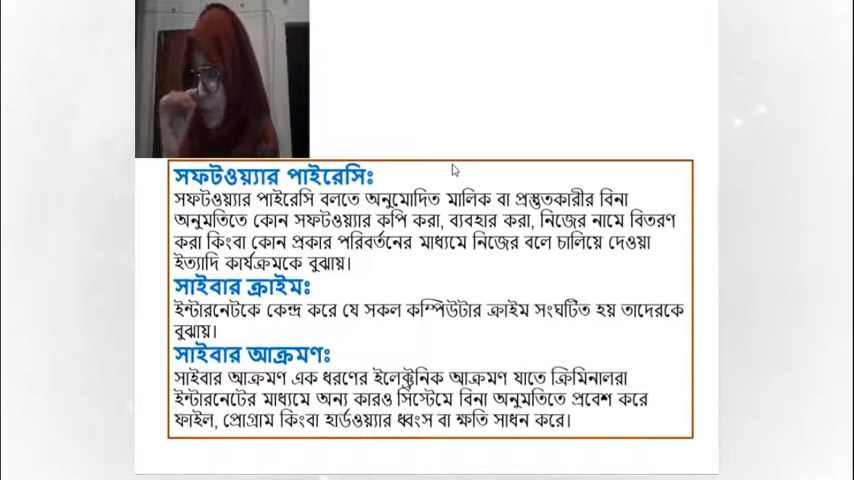 সফটওয়্যার পাইরেসিঃ
সফটওয়্যার পাইরেসি বলতে অনুমোদিত মালিক বা প্রস্তুতকারীর বিনা
অনুমতিতে কোন সফটওয়্যার কপি করা, ব্যবহার করা, নিজের নামে বিতরণ
করা কিংবা কোন প্রকার পরিবর্তনের মাধ্যমে নিজের বলে চালিয়ে দেওয়া
ইত্যাদি কার্যক্রমকে বুঝায়।
সাইবার ক্রাইমঃ
ইন্টারনেটকে কেন্দ্র করে যে সকল কম্পিউটার ক্রাইম সংঘটিত হয় তাদেরকে
বুঝায়।
সাইবার আক্রমণঃ
সাইবার আক্রমণ এক ধরণের ইলেক্ট্রনিক আক্রমণ যাতে ক্রিমিনালরা
ইন্টারনেটের মাধ্যমে অন্য কারও সিস্টেমে বিনা অনুমতিতে প্রবেশ করে
ফাইল, প্রোগ্রাম কিংবা হার্ডওয়্যার ধ্বংস বা ক্ষতি সাধন করে।